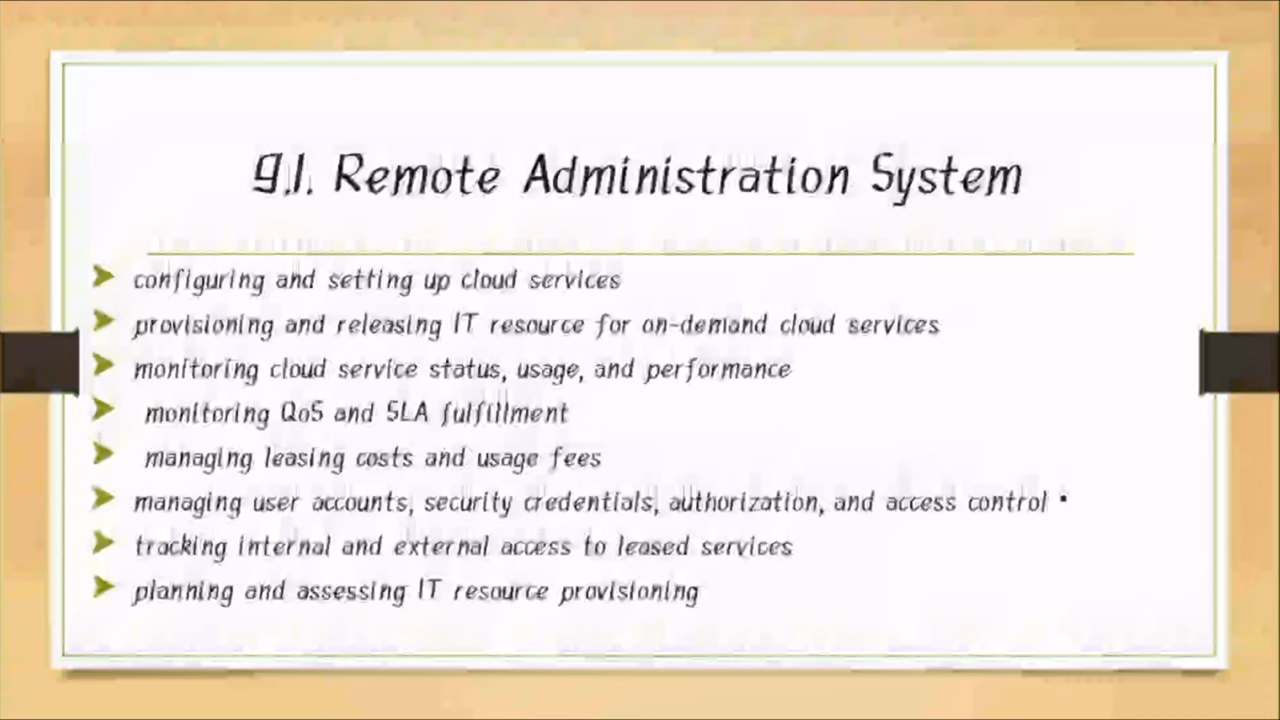 9.1. Remote Administration System
configuring and setting up cloud services
provisioning and releasing IT resource for on-demand cloud services
monitoring cloud service status, usage, and performance
monitoring QoS and SLA fulfillment
managing leasing costs and usage fees
managing user accounts, security credentials, authorization, and access control •
tracking internal and external access to leased services
planning and assessing IT resource provisioning